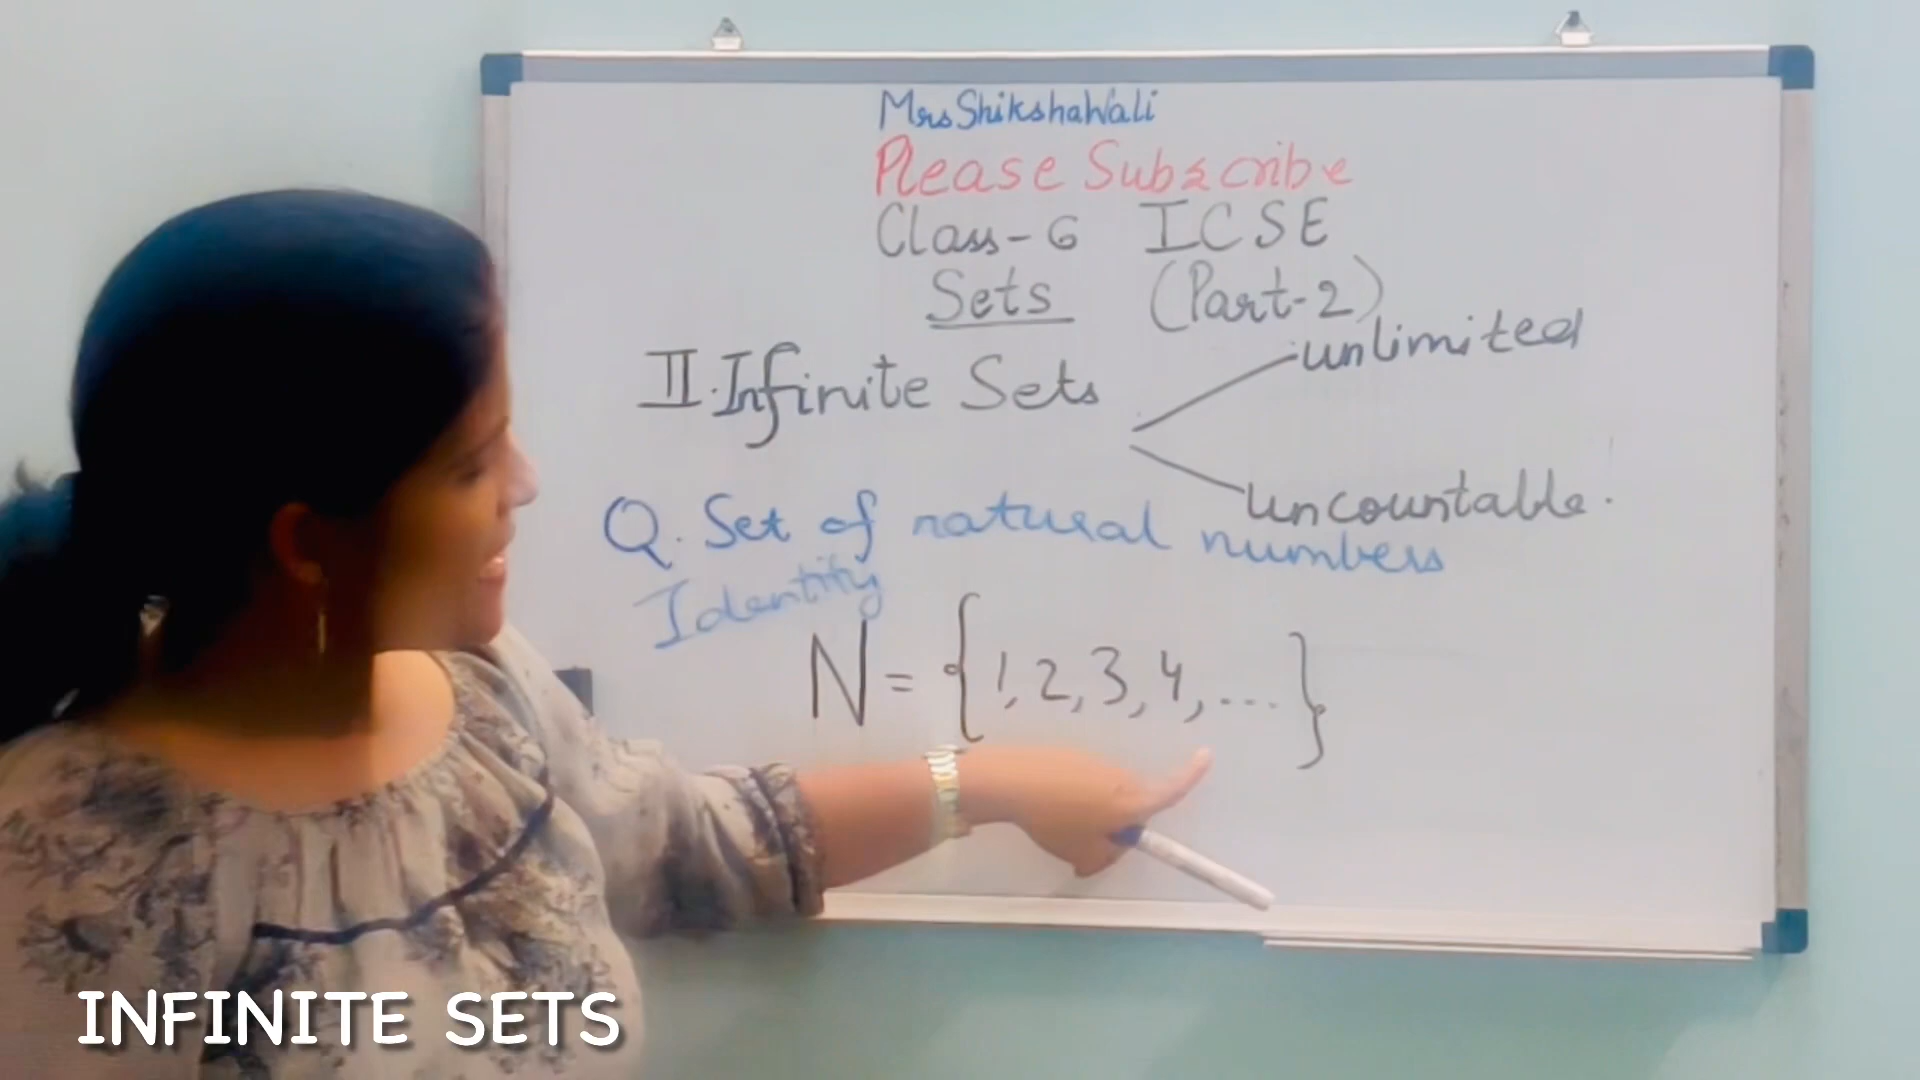 MrsShikshaWali
Please Subscribe
Class-6 ICSE
Sets (Part-2)
II. Infinite Sets
unlimited
uncountable.
Q. Set of natural numbers
Identify
N = {1, 2, 3, 4, ... }
INFINITE SETS